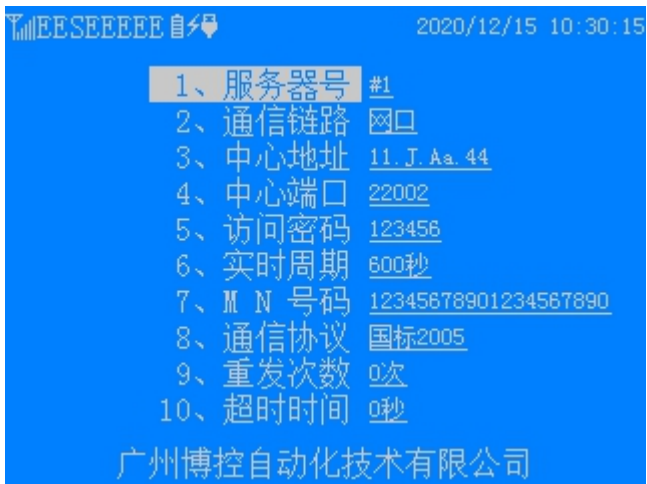 EESEEEEE 2020/12/15 10:30:15
1、服务器号 #1
2、通信链路 网口
3、中心地址 11.J.Aa.44
4、中心端口 22002
5、访问密码 123456
6、实时周期 600秒
7、M N 号码 12345678901234567890
8、通信协议 国标2005
9、重发次数 0次
10、超时时间 0秒
广州博控自动化技术有限公司